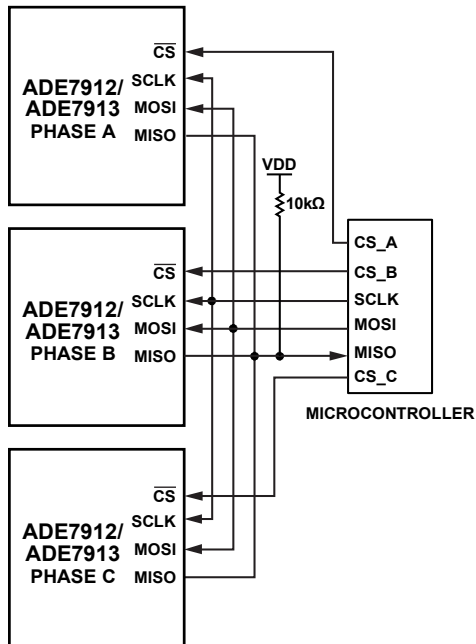 ADE7912/
ADE7913
PHASE A
CS
SCLK
MOSI
MISO
VDD
10kΩ
ADE7912/
ADE7913
PHASE B
CS
SCLK
MOSI
MISO
CS_A
CS_B
SCLK
MOSI
MISO
CS_C
MICROCONTROLLER
ADE7912/
ADE7913
PHASE C
CS
SCLK
MOSI
MISO